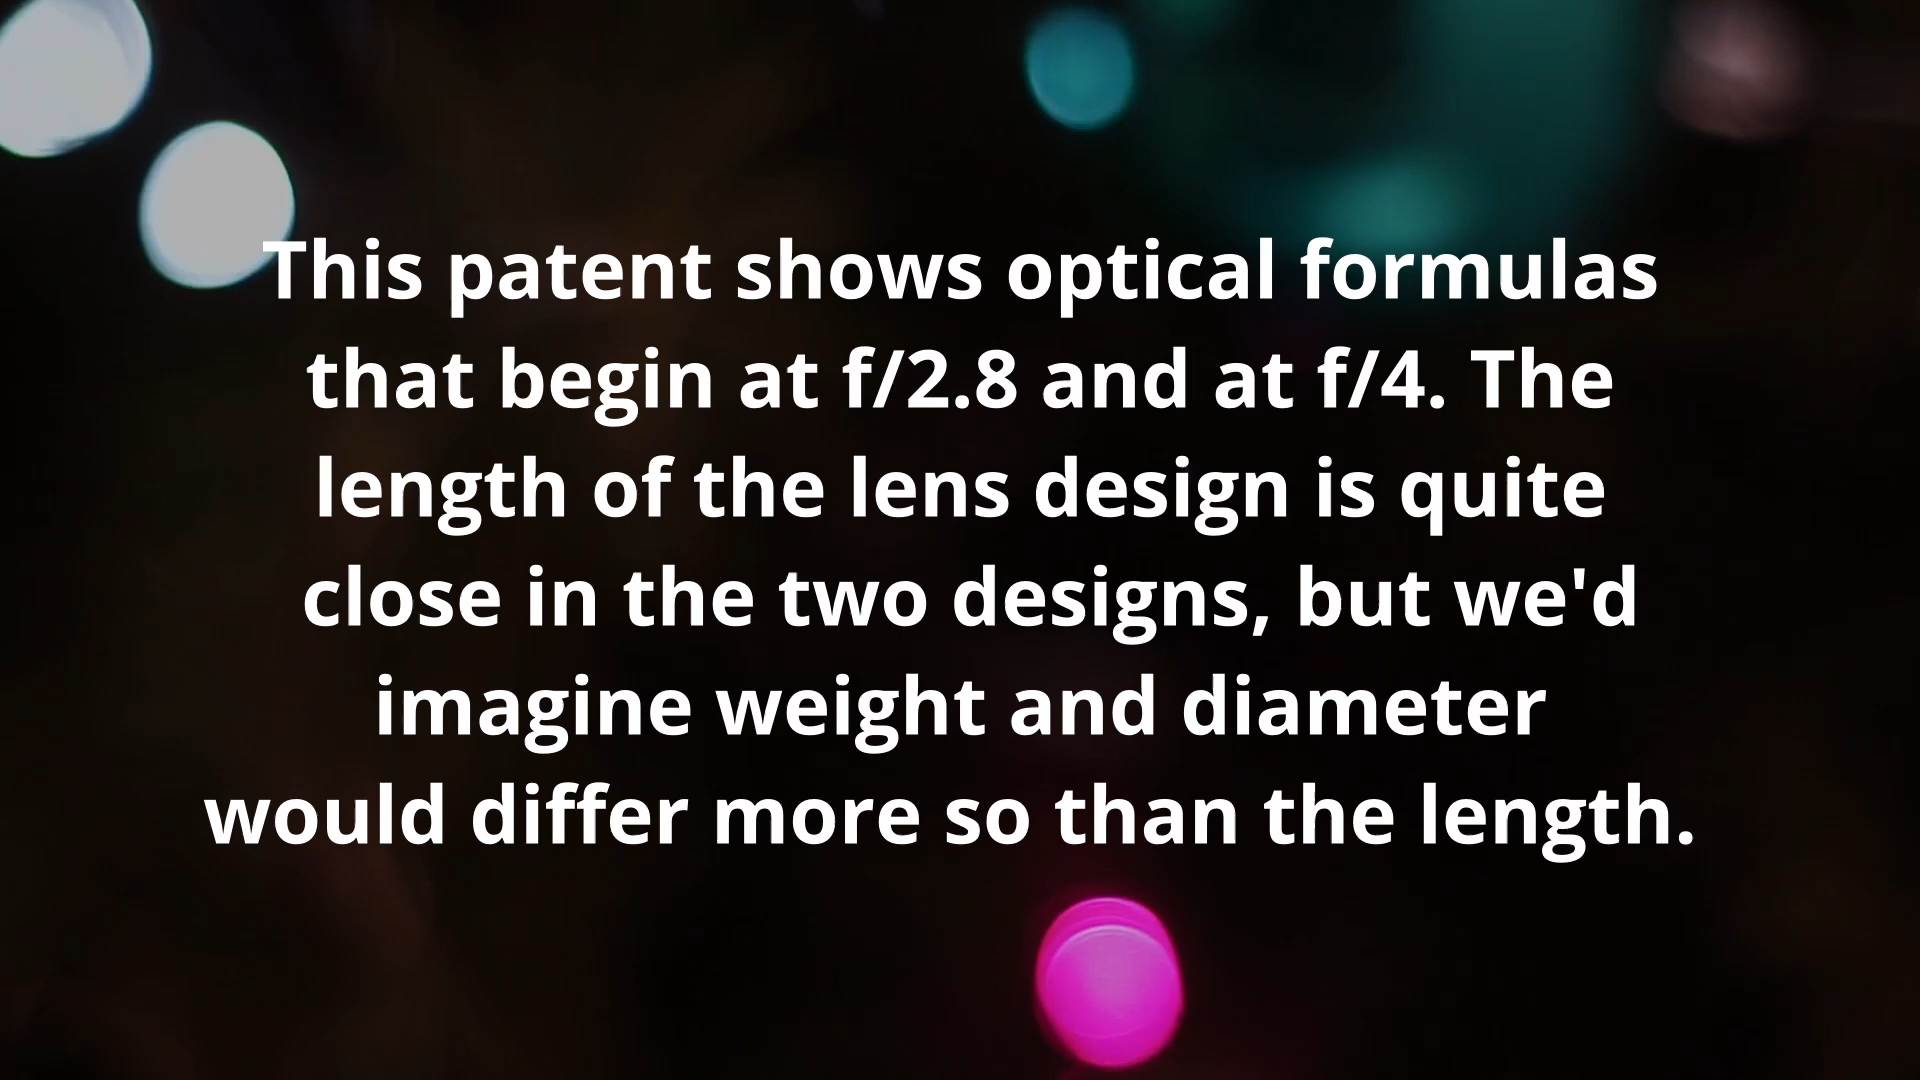 This patent shows optical formulas
that begin at f/2.8 and at f/4. The
length of the lens design is quite
close in the two designs, but we'd
imagine weight and diameter
would differ more so than the length.